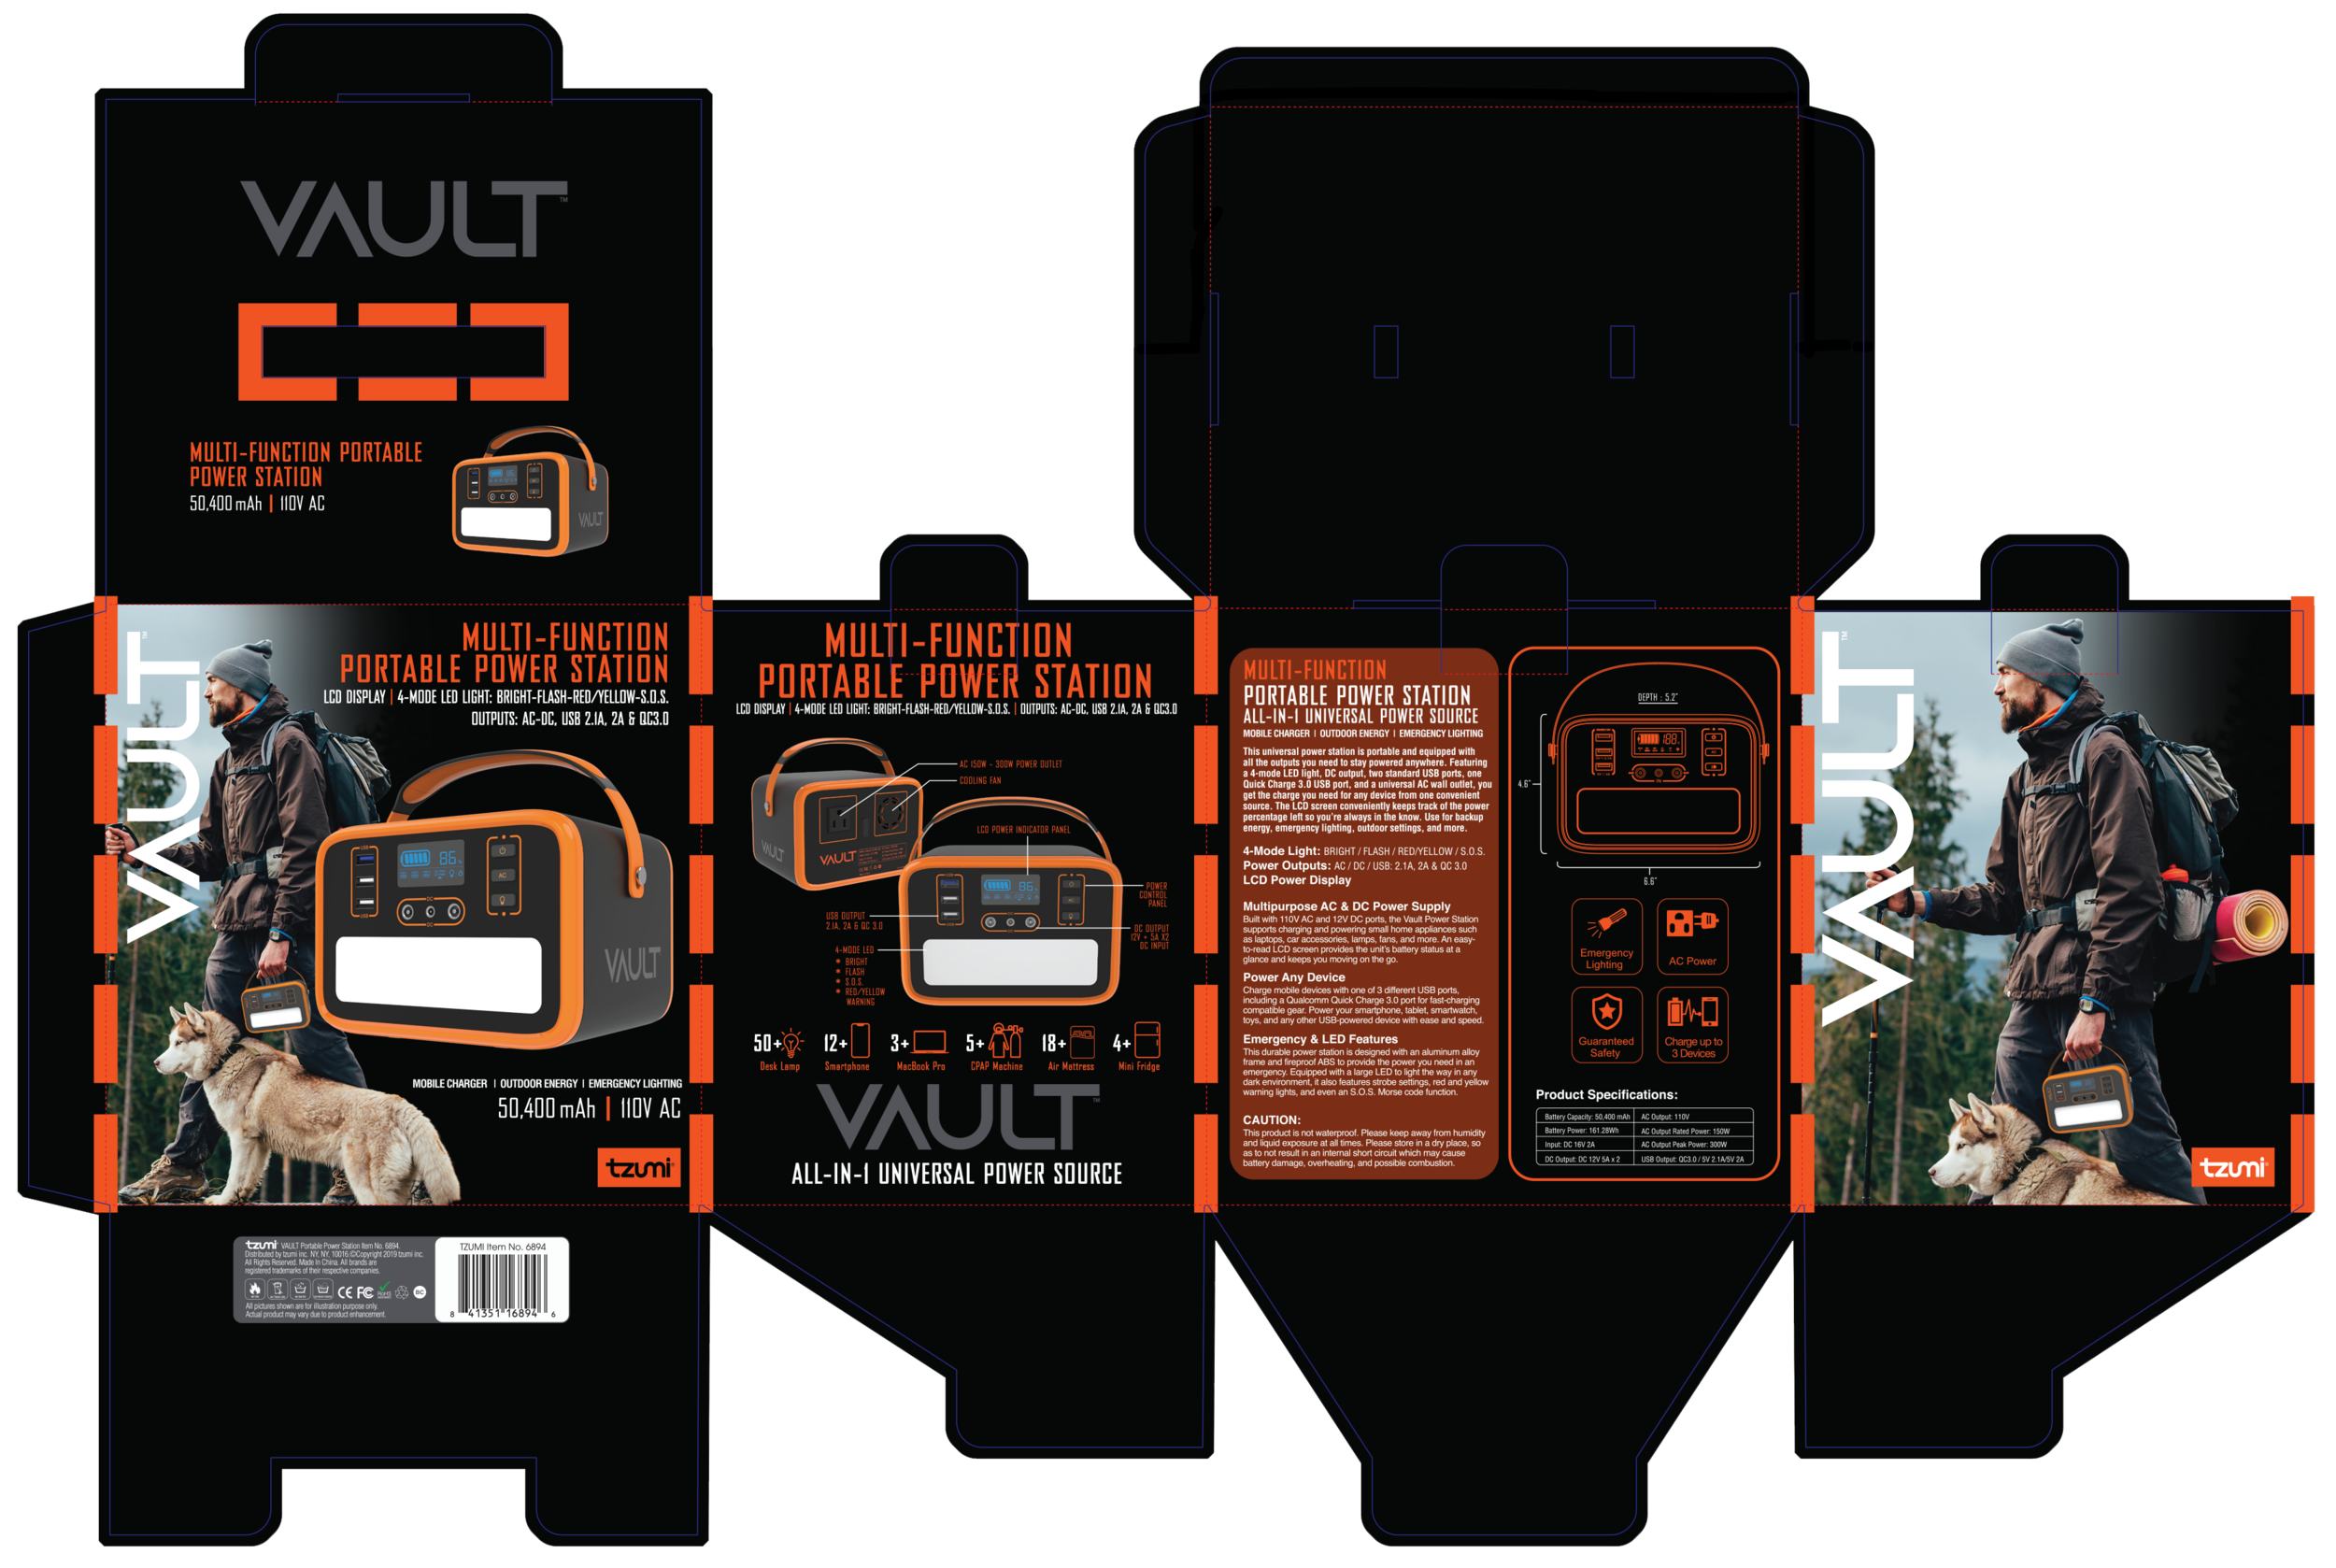 VAULT™
MULTI-FUNCTION PORTABLE
POWER STATION
50,400 mAh | 110V AC
VAULT
VAULT™
MULTI-FUNCTION
PORTABLE POWER STATION
LCD DISPLAY | 4-MODE LED LIGHT: BRIGHT-FLASH-RED/YELLOW-S.O.S.
OUTPUTS: AC-DC, USB 2.1A, 2A & QC3.0
USB
86
AC
DC
DC
USB
VAULT
MOBILE CHARGER | OUTDOOR ENERGY | EMERGENCY LIGHTING
50,400 mAh | 110V AC
tzumi
tzumi VAULT Portable Power Station Item No. 6894.
Distributed by tzumi inc. NY, NY, 10016 ©Copyright 2019 tzumi inc.
All Rights Reserved. Made In China. All brands are
registered trademarks of their respective companies.
CE FC RoHS
All pictures shown are for illustration purpose only.
Actual product may vary due to product enhancement.
TZUMI Item No. 6894
8 41351 16894 6
MULTI-FUNCTION
PORTABLE POWER STATION
LCD DISPLAY | 4-MODE LED LIGHT: BRIGHT-FLASH-RED/YELLOW-S.O.S. | OUTPUTS: AC-DC, USB 2.1A, 2A & QC3.0
AC 150W - 300W POWER OUTLET
COOLING FAN
LCD POWER INDICATOR PANEL
VAULT
VAULT
86
POWER
CONTROL
PANEL
USB OUTPUT
2.1A, 2A & QC 3.0
DC OUTPUT
12V • 5A X2
DC INPUT
4-MODE LED
• BRIGHT
• FLASH
• S.O.S.
• RED/YELLOW
WARNING
50+ 12+ 3+ 5+ 18+ 4+
Desk Lamp Smartphone MacBook Pro CPAP Machine Air Mattress Mini Fridge
VAULT™
ALL-IN-1 UNIVERSAL POWER SOURCE
MULTI-FUNCTION
PORTABLE POWER STATION
ALL-IN-1 UNIVERSAL POWER SOURCE
MOBILE CHARGER | OUTDOOR ENERGY | EMERGENCY LIGHTING
This universal power station is portable and equipped with
all the outputs you need to stay powered anywhere. Featuring
a 4-mode LED light, DC output, two standard USB ports, one
Quick Charge 3.0 USB port, and a universal AC wall outlet, you
get the charge you need for any device from one convenient
source. The LCD screen conveniently keeps track of the power
percentage left so you're always in the know. Use for backup
energy, emergency lighting, outdoor settings, and more.
4-Mode Light: BRIGHT / FLASH / RED/YELLOW / S.O.S.
Power Outputs: AC / DC / USB: 2.1A, 2A & QC 3.0
LCD Power Display
Multipurpose AC & DC Power Supply
Built with 110V AC and 12V DC ports, the Vault Power Station
supports charging and powering small home appliances such
as laptops, car accessories, lamps, fans, and more. An easy-
to-read LCD screen provides the unit's battery status at a
glance and keeps you moving on the go.
Power Any Device
Charge mobile devices with one of 3 different USB ports,
including a Qualcomm Quick Charge 3.0 port for fast-charging
compatible gear. Power your smartphone, tablet, smartwatch,
toys, and any other USB-powered device with ease and speed.
Emergency & LED Features
This durable power station is designed with an aluminum alloy
frame and fireproof ABS to provide the power you need in an
emergency. Equipped with a large LED to light the way in any
dark environment, it also features strobe settings, red and yellow
warning lights, and even an S.O.S. Morse code function.
CAUTION:
This product is not waterproof. Please keep away from humidity
and liquid exposure at all times. Please store in a dry place, so
as to not result in an internal short circuit which may cause
battery damage, overheating, and possible combustion.
DEPTH : 5.2"
188
4.6"
6.6"
Emergency
Lighting
AC Power
Guaranteed
Safety
Charge up to
3 Devices
Product Specifications:
Battery Capacity: 50,400 mAh AC Output: 110V
Battery Power: 161.28Wh AC Output Rated Power: 150W
Input: DC 16V 2A AC Output Peak Power: 300W
DC Output: DC 12V 5A x 2 USB Output: QC3.0 / 5V 2.1A/5V 2A
VAULT™
tzumi